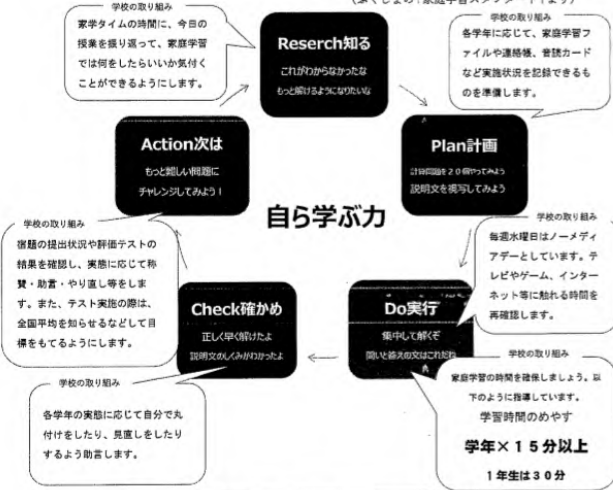 学校の取り組み
家学タイムの時間に、今日の
授業を振り返って、家庭学習
では何をしたらいいか気付く
ことができるようにします。
Reserch知る
これがわからなかったな
もっと解けるようになりたいな
学校の取り組み
各学年に応じて、家庭学習フ
ァイルや連絡帳、音読カード
など実施状況を記録できるも
のを準備します。
Action次は
もっと難しい問題に
チャレンジしてみよう！
Plan計画
計算問題を２０個やってみよう
説明文を視写してみよう
自ら学ぶ力
学校の取り組み
宿題の提出状況や評価テストの
結果を確認し、実態に応じて称
賛・助言・やり直し等をしま
す。また、テスト実施の際は、
全国平均を知らせるなどして目
標をもてるようにします。
学校の取り組み
毎週水曜日はノーメディ
アデーとしています。テ
レビやゲーム、インター
ネット等に触れる時間を
再確認します。
Check確かめ
正しく早く解けたよ
説明文のしくみがわかったよ
Do実行
集中して解くぞ
問いと答えの文はこれだね
学校の取り組み
各学年の実態に応じて自分で丸
付けをしたり、見直しをしたり
するよう助言します。
学校の取り組み
家庭学習の時間を確保しましょう。以
下のように指導しています。
学習時間のめやす
学年×１５分以上
１年生は３０分